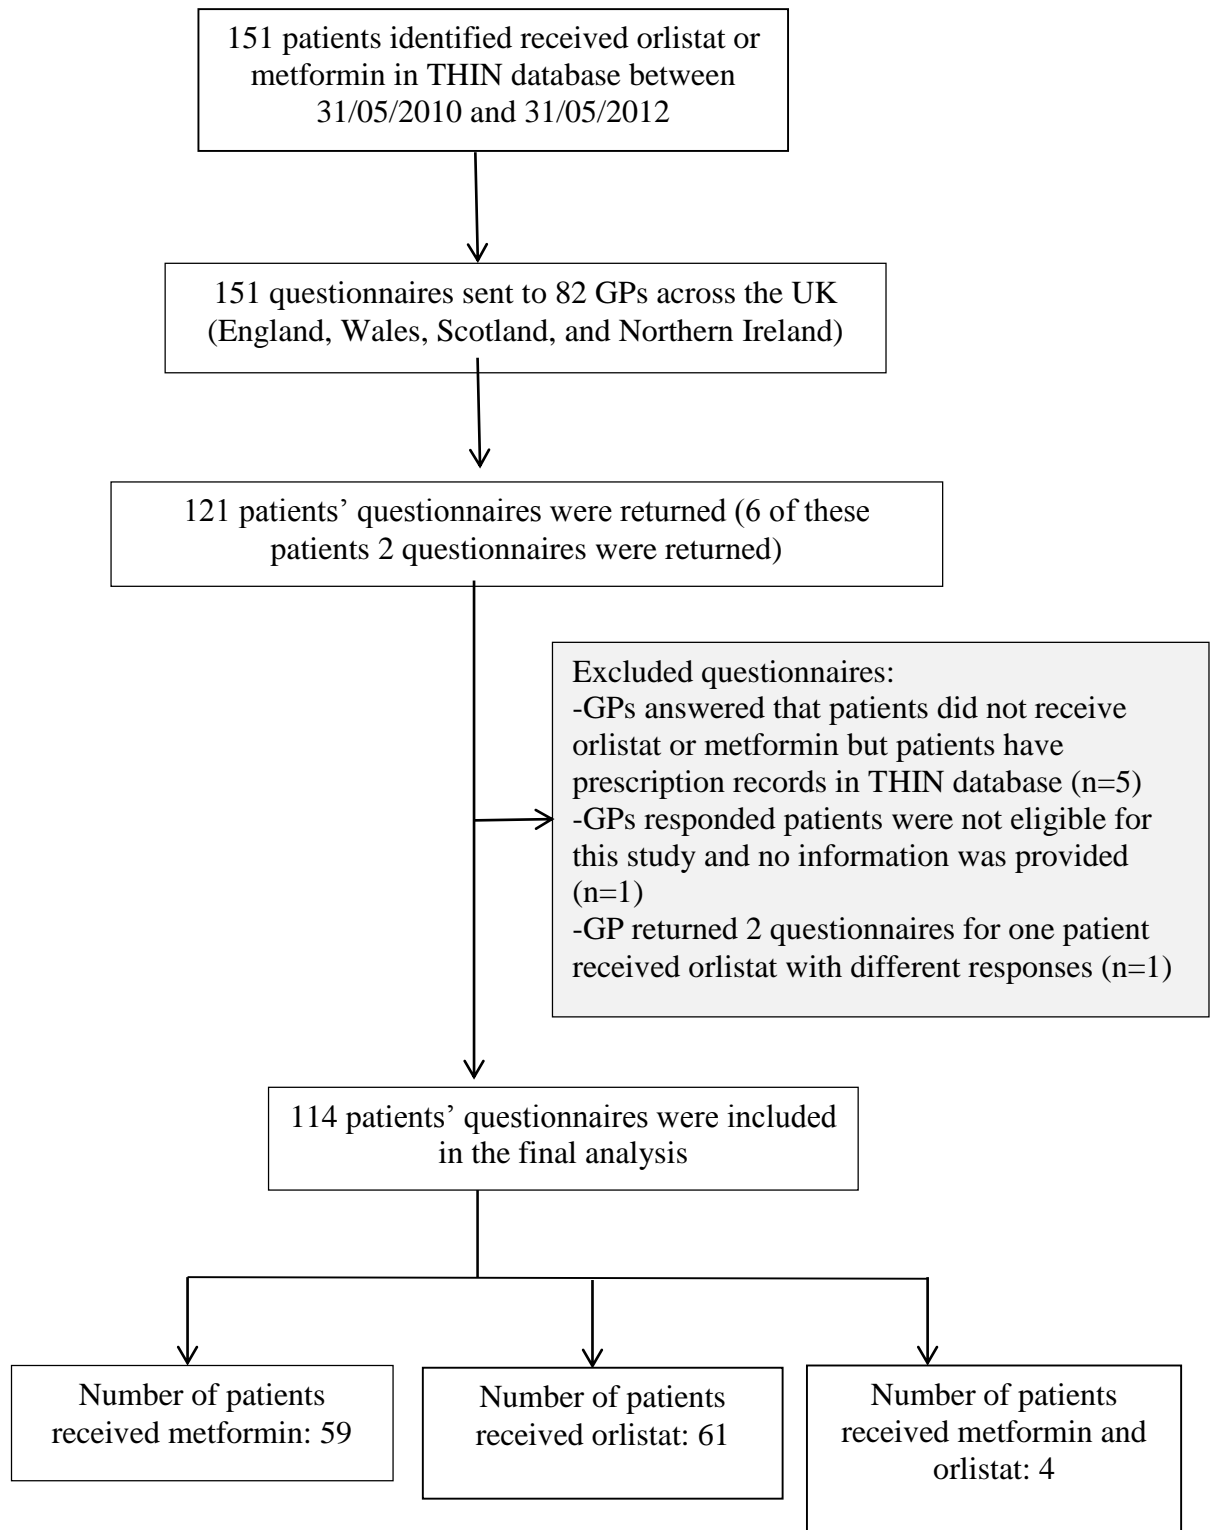 151 patients identified received orlistat or
metformin in THIN database between
31/05/2010 and 31/05/2012
151 questionnaires sent to 82 GPs across the UK
(England, Wales, Scotland, and Northern Ireland)
121 patients’ questionnaires were returned (6 of these
patients 2 questionnaires were returned)
Excluded questionnaires:
-GPs answered that patients did not receive
orlistat or metformin but patients have
prescription records in THIN database (n=5)
-GPs responded patients were not eligible for
this study and no information was provided
(n=1)
-GP returned 2 questionnaires for one patient
received orlistat with different responses (n=1)
114 patients’ questionnaires were included
in the final analysis
Number of patients
received metformin: 59
Number of patients
received orlistat: 61
Number of patients
received metformin and
orlistat: 4